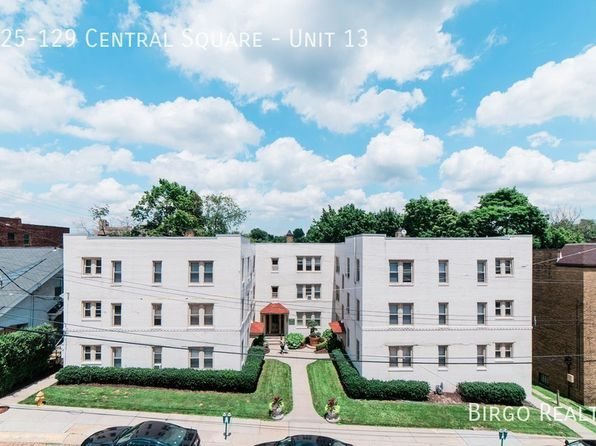 25-129 Central Square - Unit 13
Birgo Realt